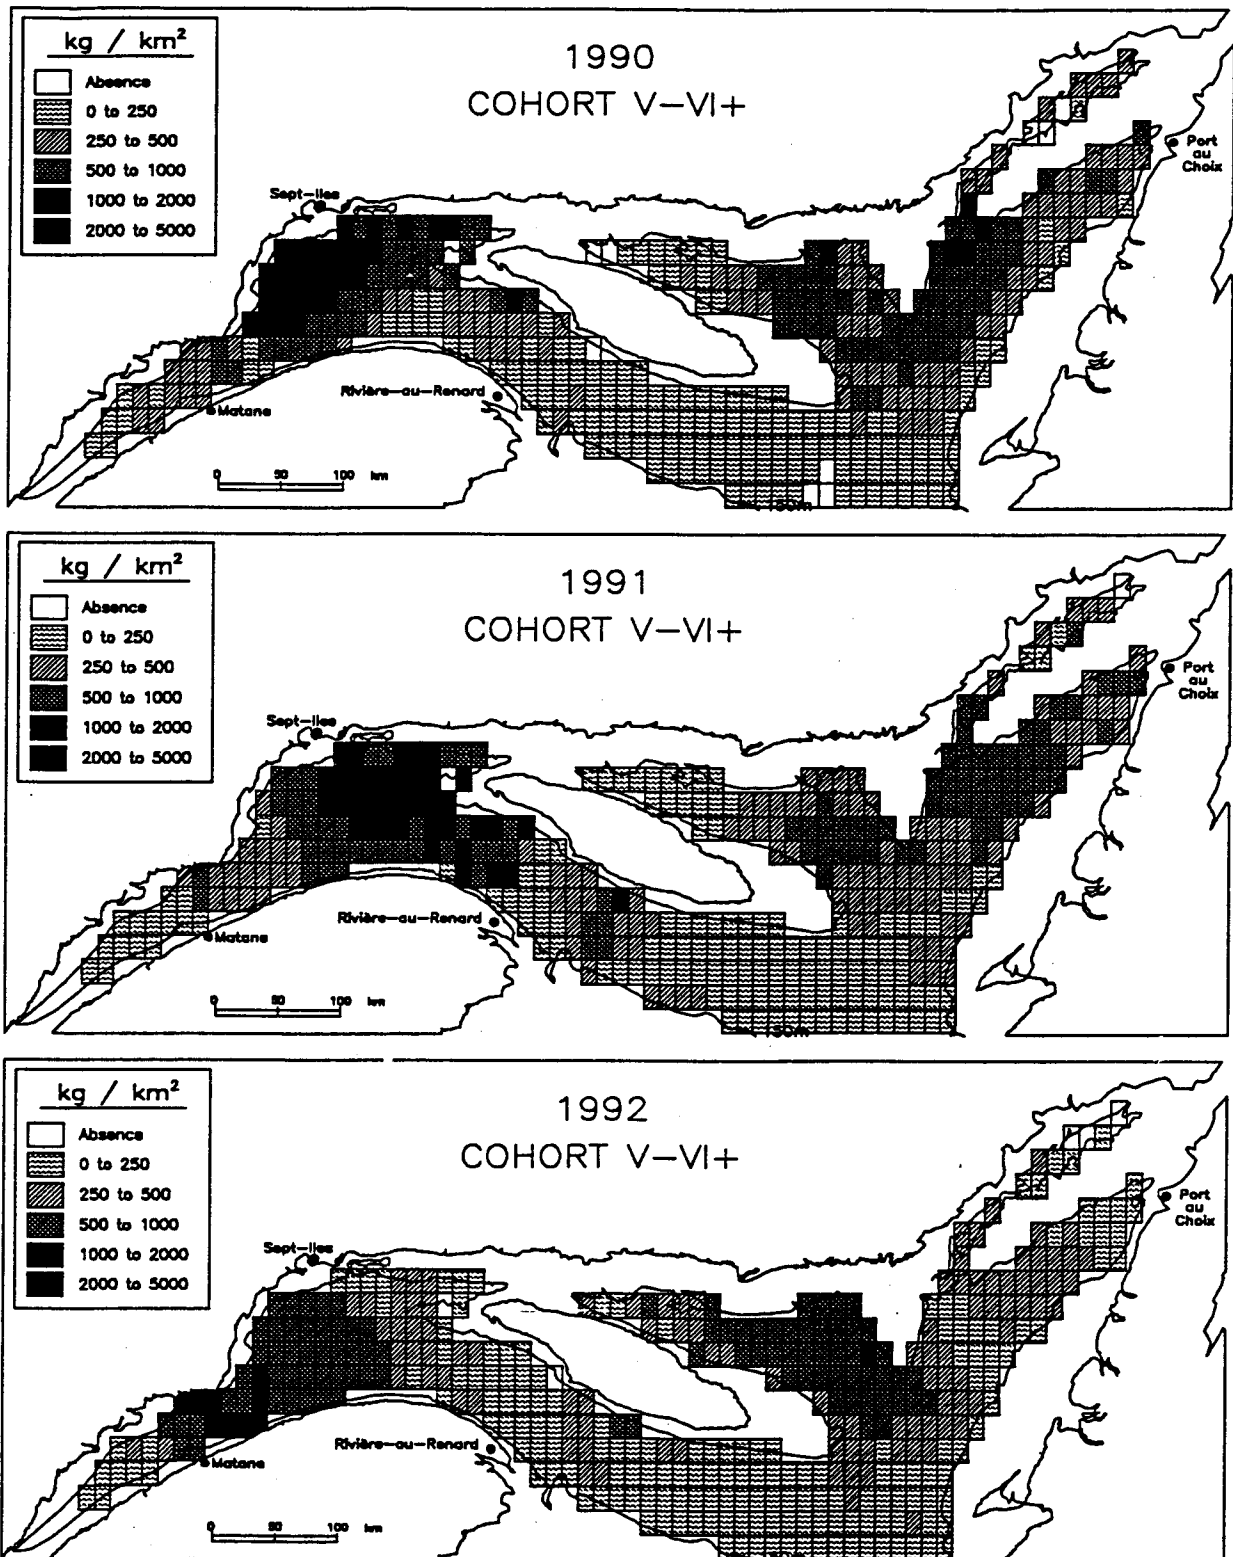 kg / km²
Absence
0 to 250
250 to 500
500 to 1000
1000 to 2000
2000 to 5000
1990
COHORT V-VI+
Sept-Iles
Port
au
Choix
Rivière-au-Renard
Matane
0 50 100 km
150m
kg / km²
Absence
0 to 250
250 to 500
500 to 1000
1000 to 2000
2000 to 5000
1991
COHORT V-VI+
Sept-Iles
Port
au
Choix
Rivière-au-Renard
Matane
0 50 100 km
150m
kg / km²
Absence
0 to 250
250 to 500
500 to 1000
1000 to 2000
2000 to 5000
1992
COHORT V-VI+
Sept-Iles
Port
au
Choix
Rivière-au-Renard
Matane
0 50 100 km